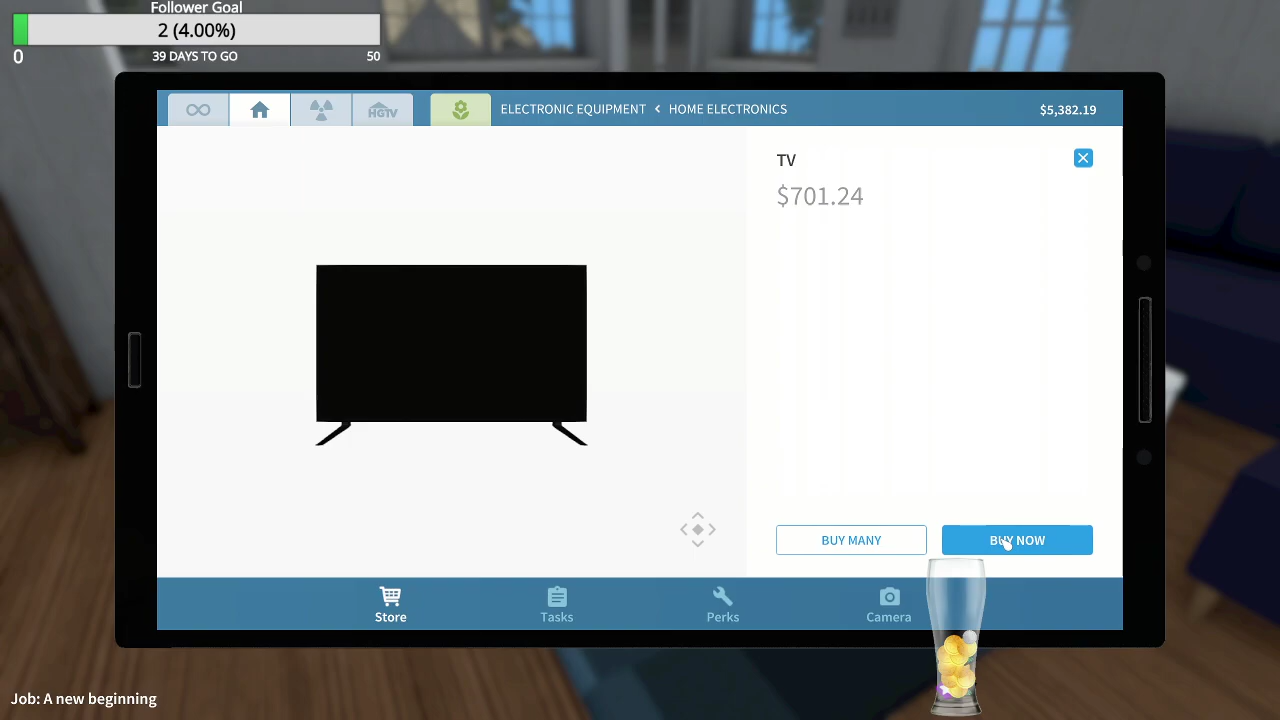 Follower Goal
2 (4.00%)
0
39 DAYS TO GO
50
HGTV
ELECTRONIC EQUIPMENT < HOME ELECTRONICS
$5,382.19
TV
$701.24
BUY MANY
BUY NOW
Store
Tasks
Perks
Camera
Job: A new beginning